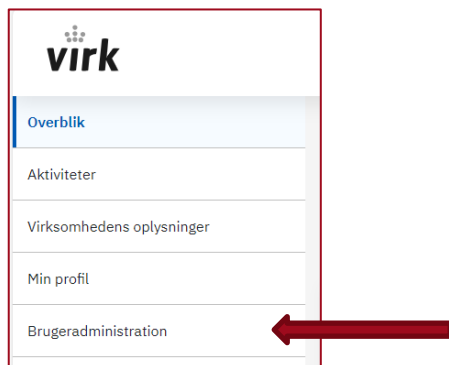 virk
Overblik
Aktiviteter
Virksomhedens oplysninger
Min profil
Brugeradministration